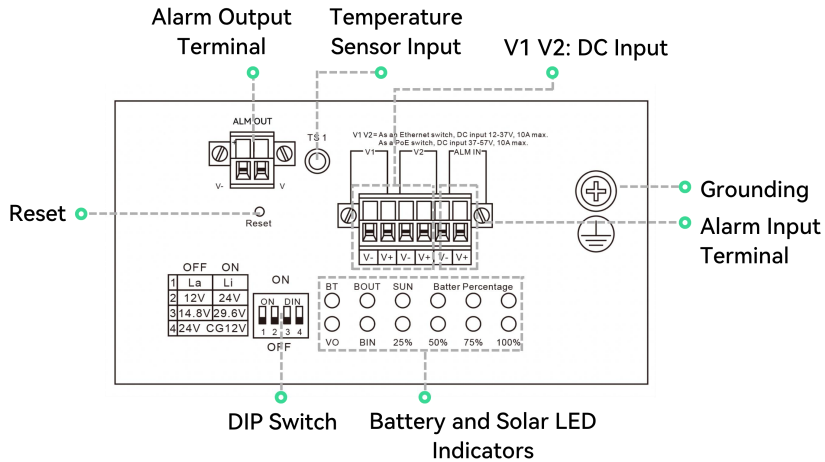 Alarm Output
Terminal
Temperature
Sensor Input
V1 V2: DC Input
ALM OUT
TS 1
V1 V2=As an Ethernet switch, DC input 12-37V, 10A max.
As a PoE switch, DC input 37-57V, 10A max.
V1 V2 ALM IN
+
V- V
Reset
Reset
Grounding
Alarm Input
Terminal
V- V+ V- V+ V- V+
OFF ON
1 La Li
2 12V 24V
3 14.8V 29.6V
4 24V CG12V
ON
ON DIN
1 2 3 4
OFF
BT BOUT SUN Batter Percentage
VO BIN 25% 50% 75% 100%
DIP Switch
Battery and Solar LED
Indicators